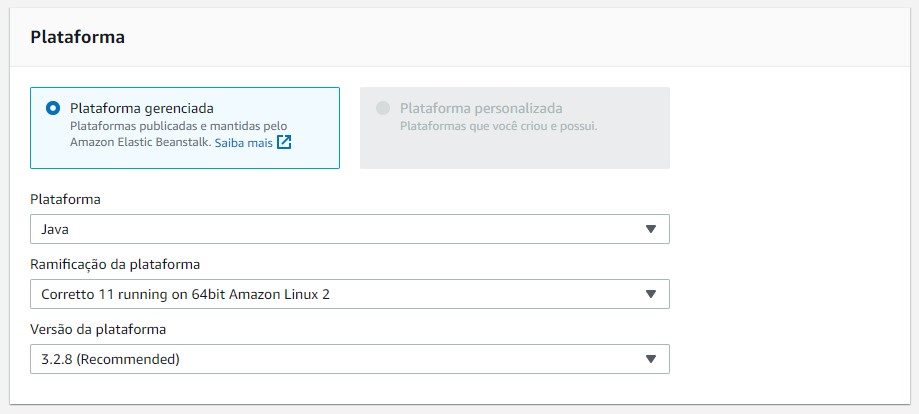 Plataforma
Plataforma gerenciada
Plataformas publicadas e mantidas pelo
Amazon Elastic Beanstalk. Saiba mais
Plataforma personalizada
Plataformas que você criou e possui.
Plataforma
Java
Ramificação da plataforma
Corretto 11 running on 64bit Amazon Linux 2
Versão da plataforma
3.2.8 (Recommended)